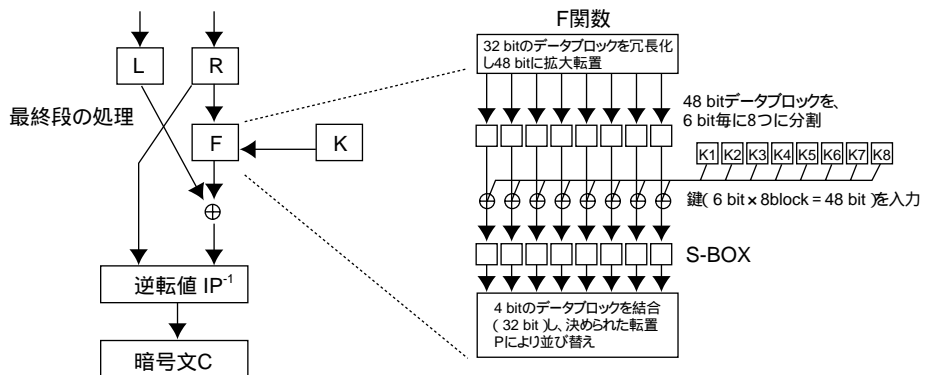 L
R
最終段の処理
F
K
⊕
逆転値 IP-1
暗号文C
F関数
32 bitのデータブロックを冗長化
し48 bitに拡大転置
48 bitデータブロックを、
6 bit毎に8つに分割
K1 K2 K3 K4 K5 K6 K7 K8
鍵( 6 bit × 8block = 48 bit )を入力
S-BOX
4 bitのデータブロックを結合
( 32 bit )し、決められた転置
Pにより並び替え